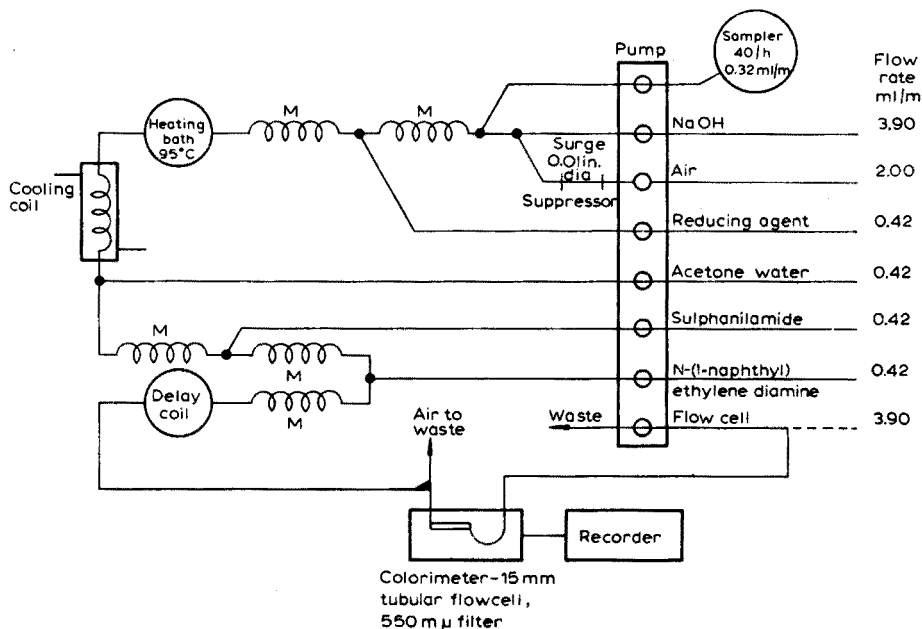 Sampler
40/h
0.32 ml/m
Pump
Flow
rate
ml/m
M
M
Heating
bath
95°C
NaOH
3.90
Surge
0.01in.
dia
Suppressor
Air
2.00
Cooling
coil
Reducing agent
0.42
Acetone water
0.42
Sulphanilamide
0.42
M
M
N-(1-naphthyl)
ethylene diamine
0.42
Delay
coil
M
Air to
waste
Waste
Flow cell
3.90
Recorder
Colorimeter-15mm
tubular flowcell,
550 mμ filter